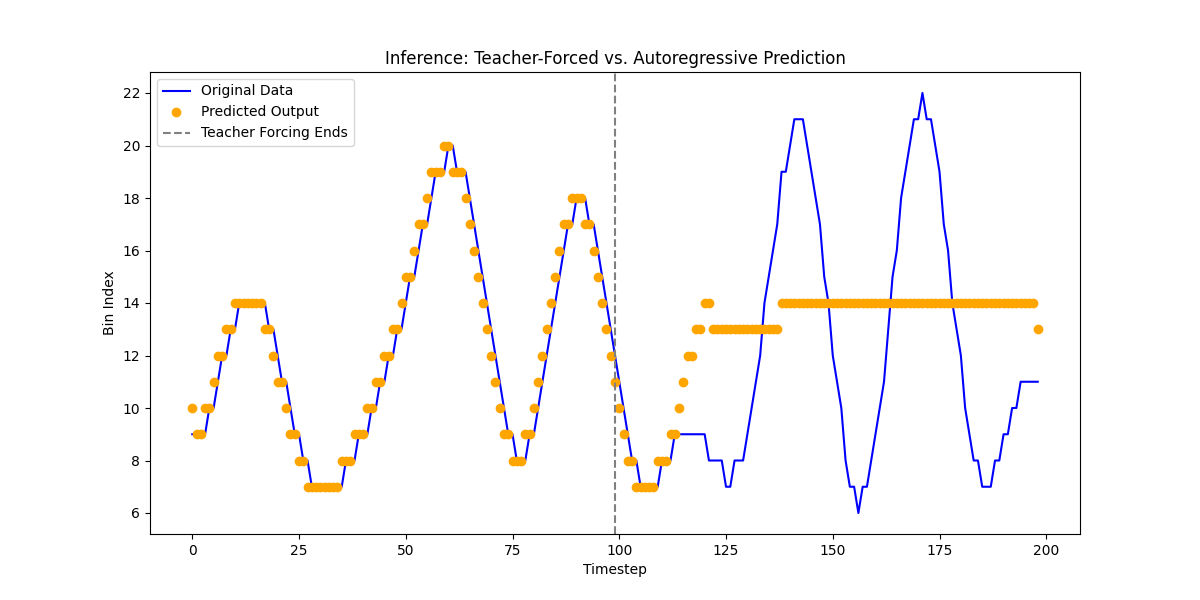 Inference: Teacher-Forced vs. Autoregressive Prediction
Original Data
Predicted Output
Teacher Forcing Ends
22
20
18
16
14
12
10
8
6
Bin Index
0 25 50 75 100 125 150 175 200
Timestep